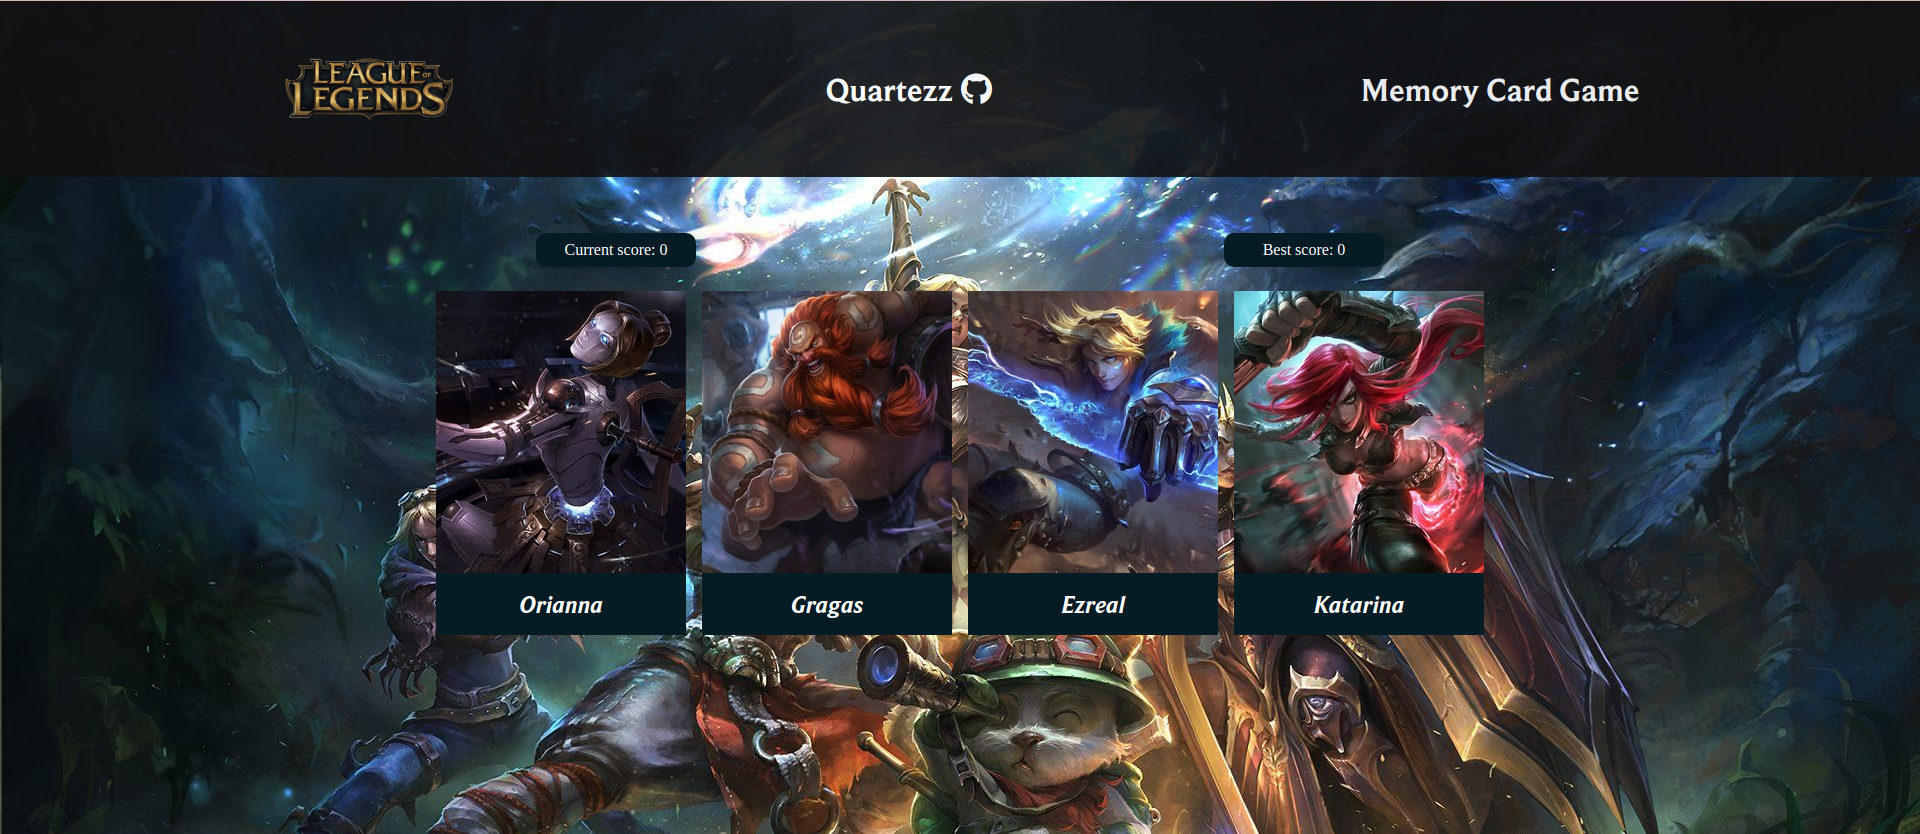 LEAGUE OF
LEGENDS
Quartezz
Memory Card Game
Current score: 0
Best score: 0
Orianna
Gragas
Ezreal
Katarina